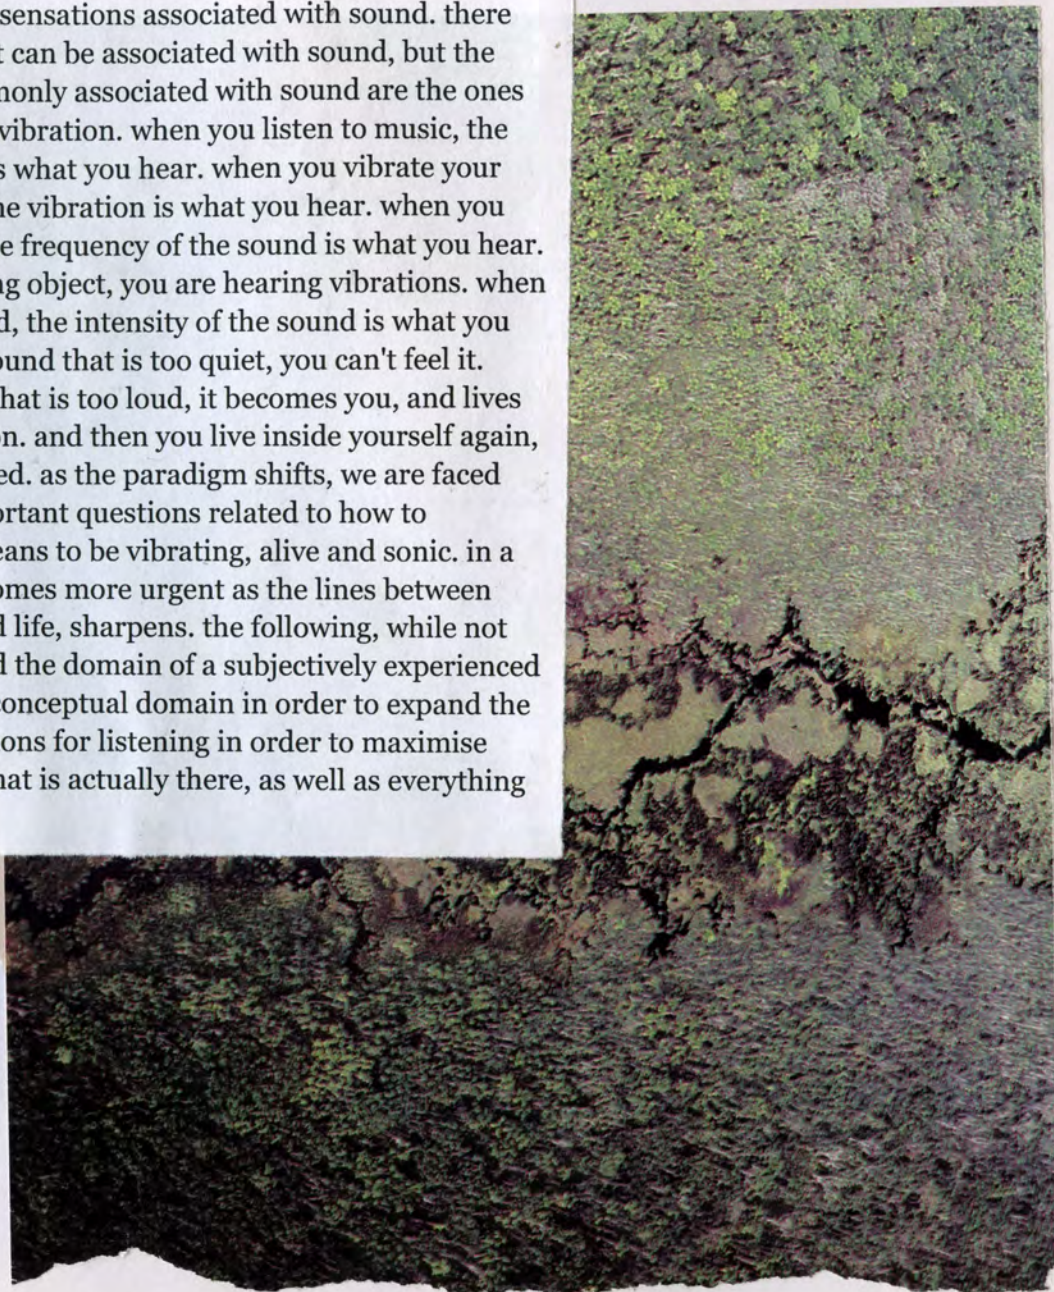 sensations associated with sound. there
t can be associated with sound, but the
monly associated with sound are the ones
vibration. when you listen to music, the
s what you hear. when you vibrate your
he vibration is what you hear. when you
e frequency of the sound is what you hear.
ng object, you are hearing vibrations. when
d, the intensity of the sound is what you
ound that is too quiet, you can't feel it.
hat is too loud, it becomes you, and lives
on. and then you live inside yourself again,
ed. as the paradigm shifts, we are faced
ortant questions related to how to
eans to be vibrating, alive and sonic. in a
omes more urgent as the lines between
d life, sharpens. the following, while not
d the domain of a subjectively experienced
conceptual domain in order to expand the
ions for listening in order to maximise
hat is actually there, as well as everything